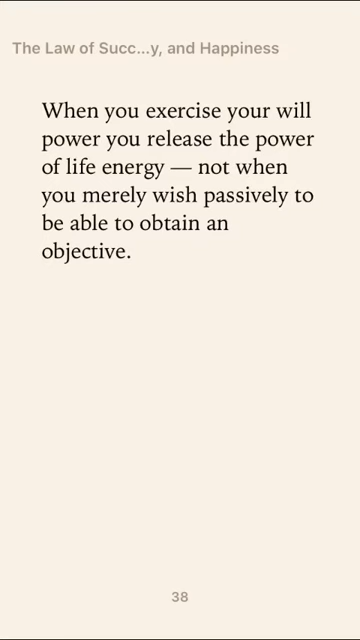 The Law of Succ...y, and Happiness
When you exercise your will
power you release the power
of life energy — not when
you merely wish passively to
be able to obtain an
objective.
38